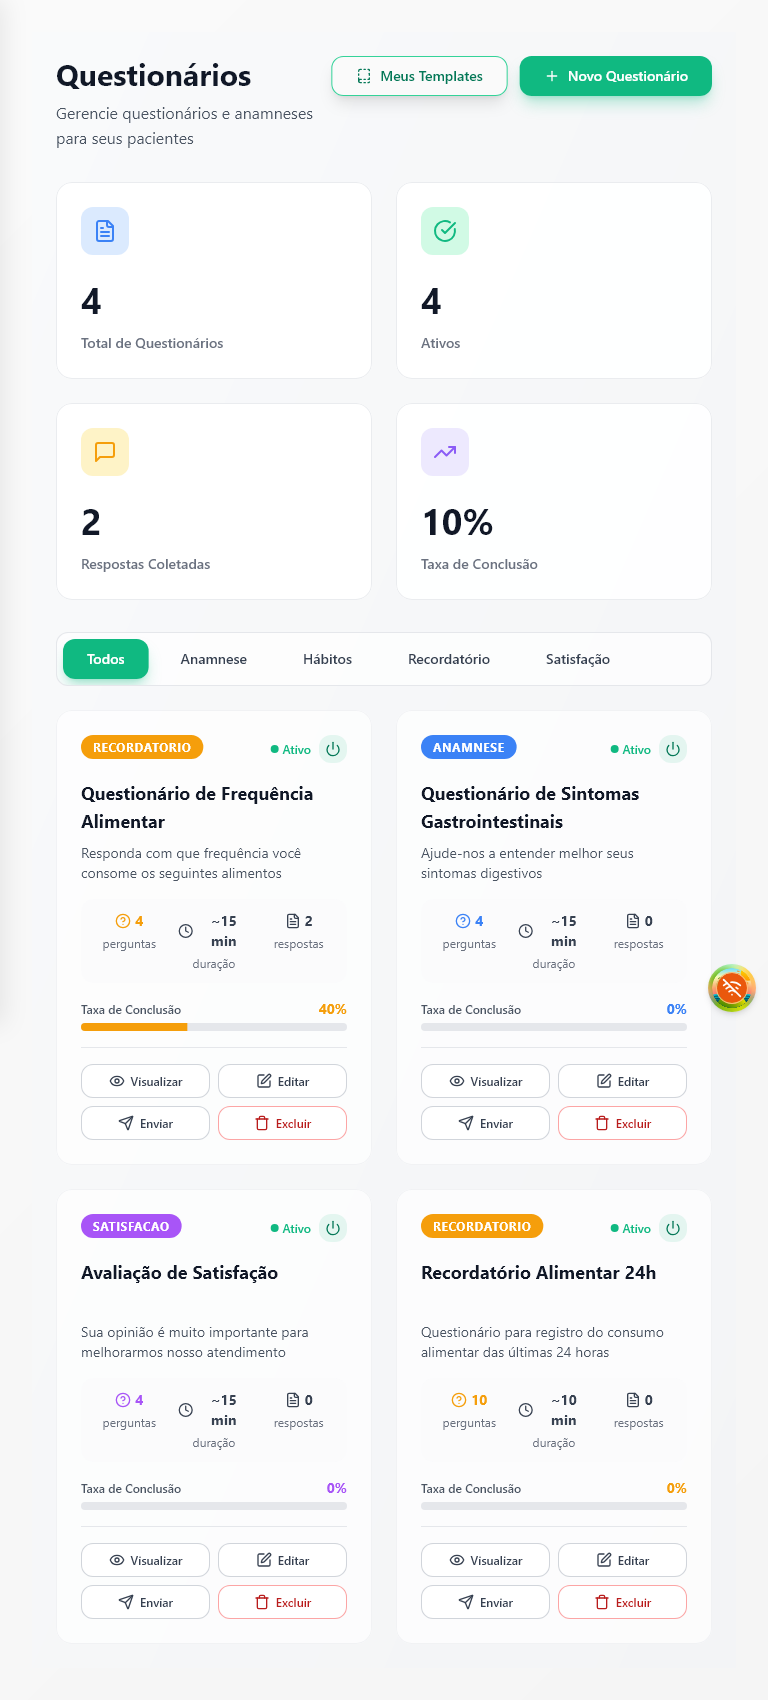 Questionários
Meus Templates
Novo Questionário
Gerencie questionários e anamneses
para seus pacientes
4
Total de Questionários
4
Ativos
2
Respostas Coletadas
10%
Taxa de Conclusão
Todos
Anamnese
Hábitos
Recordatório
Satisfação
RECORDATORIO
Ativo
Questionário de Frequência
Alimentar
Responda com que frequência você
consome os seguintes alimentos
4
perguntas
~15
min
duração
2
respostas
Taxa de Conclusão
40%
Visualizar
Editar
Enviar
Excluir
ANAMNESE
Ativo
Questionário de Sintomas
Gastrointestinais
Ajude-nos a entender melhor seus
sintomas digestivos
4
perguntas
~15
min
duração
0
respostas
Taxa de Conclusão
0%
Visualizar
Editar
Enviar
Excluir
SATISFACAO
Ativo
Avaliação de Satisfação
Sua opinião é muito importante para
melhorarmos nosso atendimento
4
perguntas
~15
min
duração
0
respostas
Taxa de Conclusão
0%
Visualizar
Editar
Enviar
Excluir
RECORDATORIO
Ativo
Recordatório Alimentar 24h
Questionário para registro do consumo
alimentar das últimas 24 horas
10
perguntas
~10
min
duração
0
respostas
Taxa de Conclusão
0%
Visualizar
Editar
Enviar
Excluir